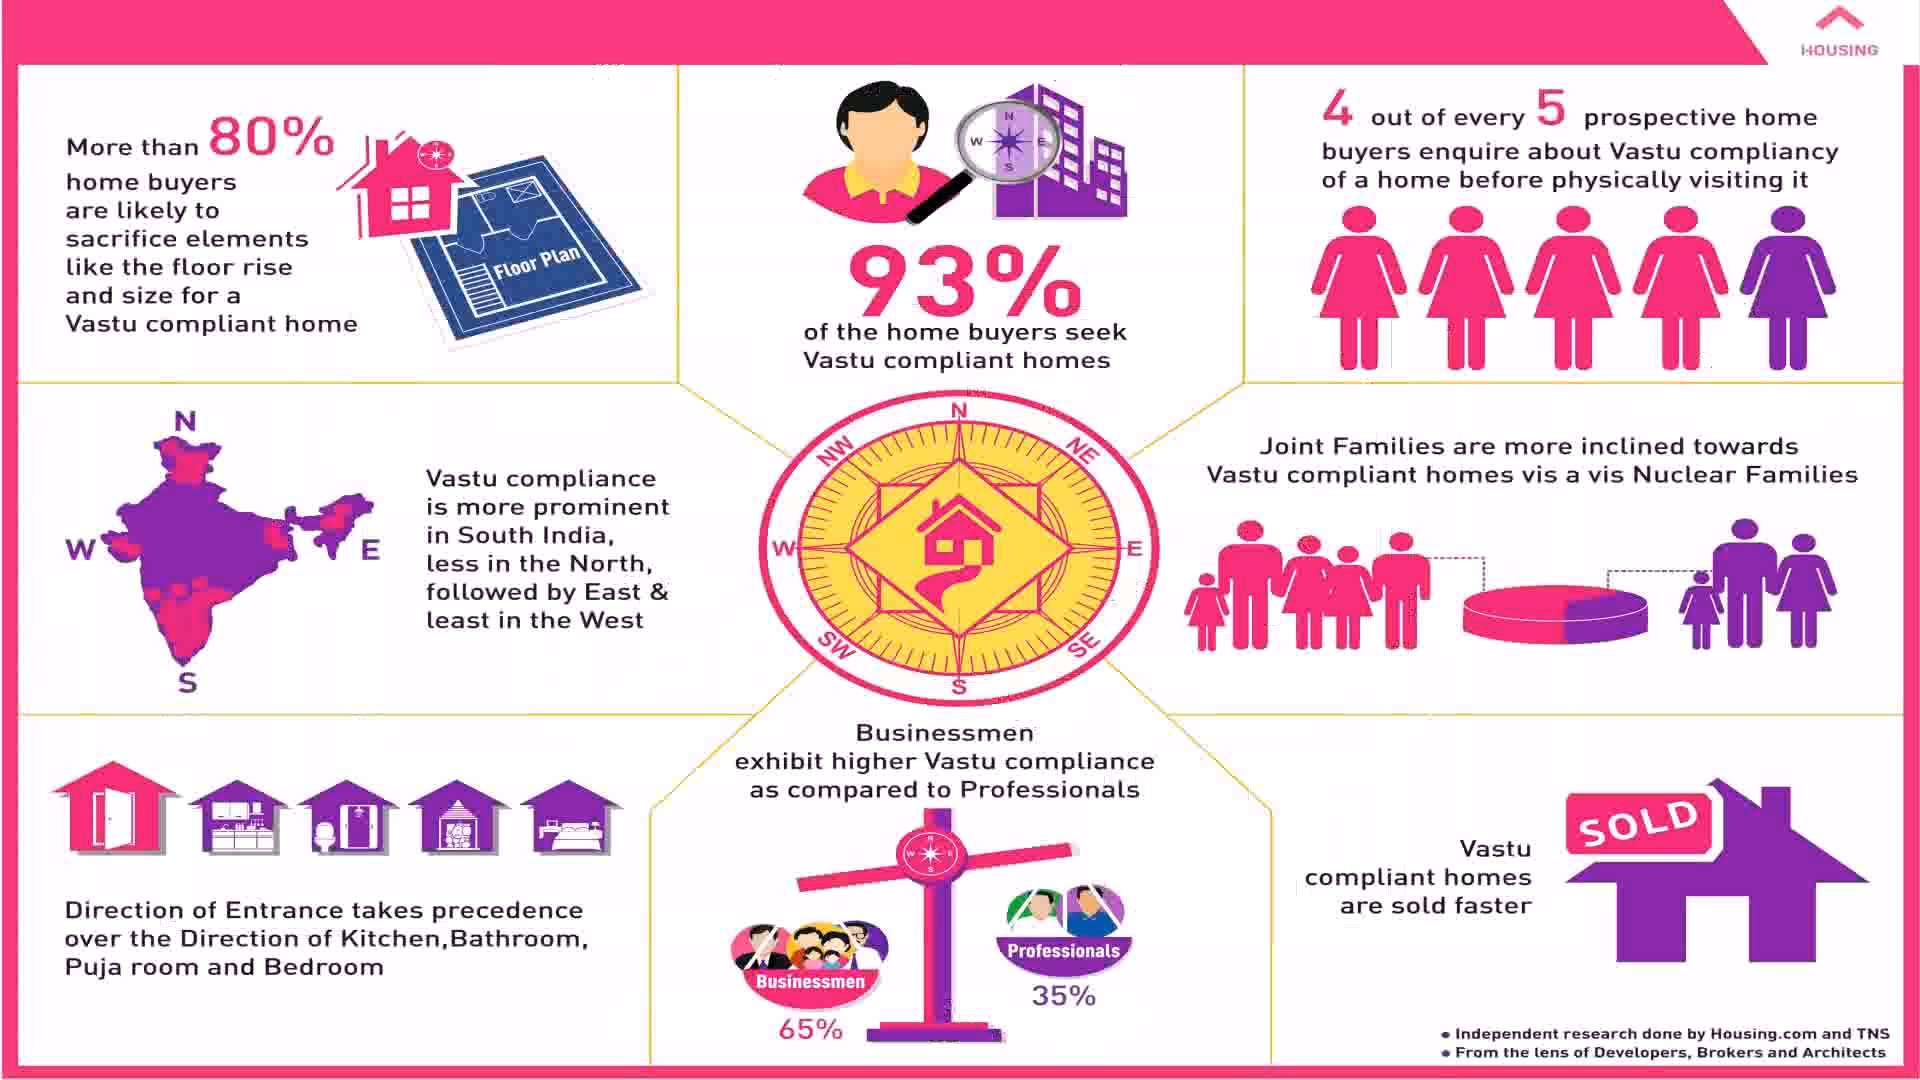 HOUSING
More than 80%
home buyers
are likely to
sacrifice elements
like the floor rise
and size for a
Vastu compliant home
Floor Plan
N
W
E
S
93%
of the home buyers seek
Vastu compliant homes
4 out of every 5 prospective home
buyers enquire about Vastu compliancy
of a home before physically visiting it
N
W
E
S
Vastu compliance
is more prominent
in South India,
less in the North,
followed by East &
least in the West
N
NW
NE
W
E
SW
SE
S
Joint Families are more inclined towards
Vastu compliant homes vis a vis Nuclear Families
Direction of Entrance takes precedence
over the Direction of Kitchen,Bathroom,
Puja room and Bedroom
Businessmen
exhibit higher Vastu compliance
as compared to Professionals
N
W
E
S
Businessmen
65%
Professionals
35%
SOLD
Vastu
compliant homes
are sold faster
• Independent research done by Housing.com and TNS
• From the lens of Developers, Brokers and Architects